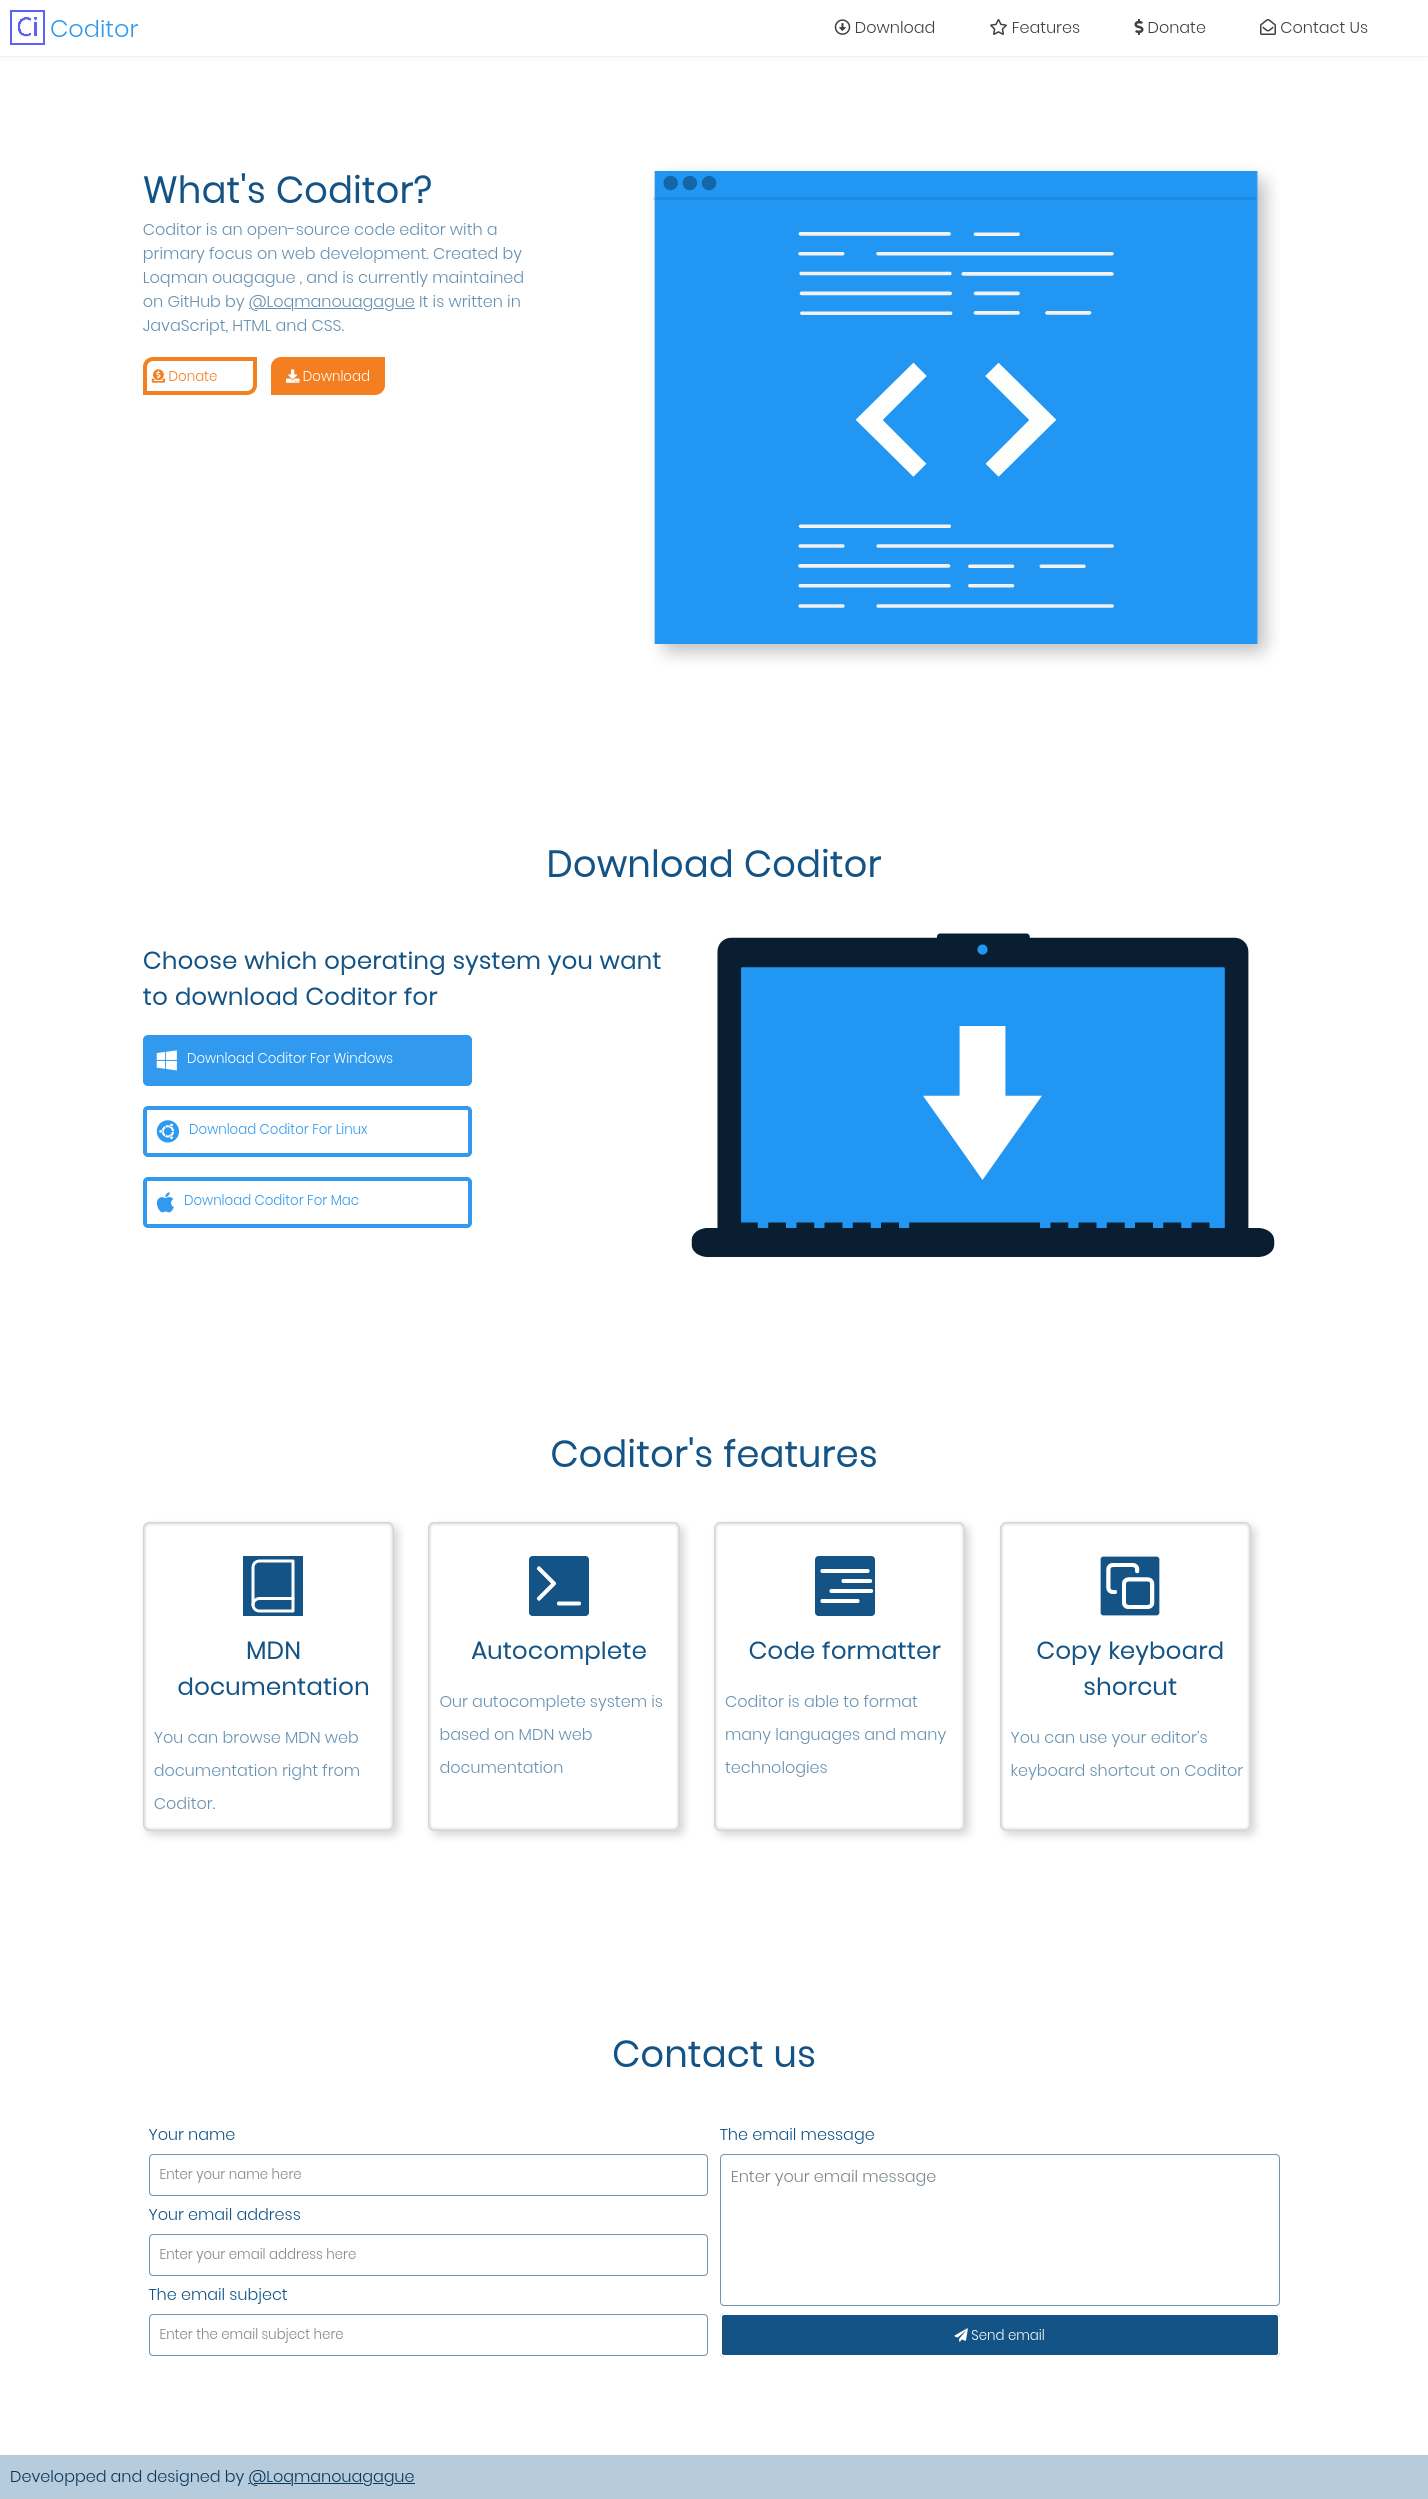 Ci Coditor
Download
Features
Donate
Contact Us
What's Coditor?
Coditor is an open-source code editor with a
primary focus on web development. Created by
Loqman ouagague , and is currently maintained
on GitHub by @Loqmanouagague It is written in
JavaScript, HTML and CSS.
Donate
Download
Download Coditor
Choose which operating system you want
to download Coditor for
Download Coditor For Windows
Download Coditor For Linux
Download Coditor For Mac
Coditor's features
MDN
documentation
You can browse MDN web
documentation right from
Coditor.
Autocomplete
Our autocomplete system is
based on MDN web
documentation
Code formatter
Coditor is able to format
many languages and many
technologies
Copy keyboard
shorcut
You can use your editor's
keyboard shortcut on Coditor
Contact us
Your name
Enter your name here
Your email address
Enter your email address here
The email subject
Enter the email subject here
The email message
Enter your email message
Send email
Developped and designed by @Loqmanouagague